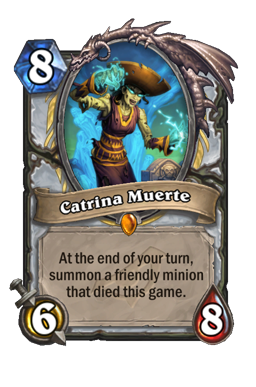 8
Catrina Muerte
At the end of your turn,
summon a friendly minion
that died this game.
6
8